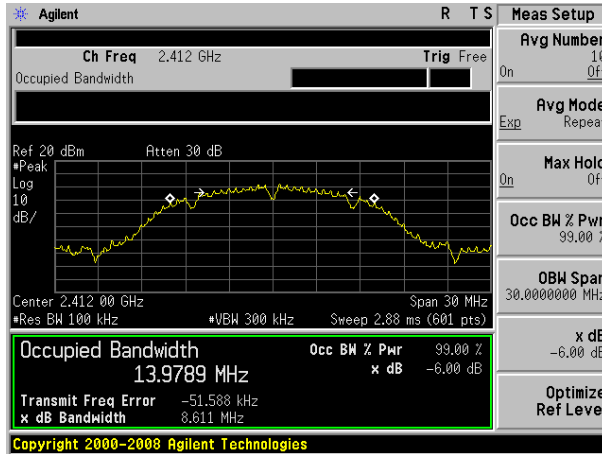 Agilent R T S Meas Setup
Ch Freq 2.412 GHz Trig Free
Occupied Bandwidth
Avg Number
On
Avg Mode
Exp Repea
Max Hold
On
Occ BW % Pwr
99.00 %
OBW Span
30.0000000 MHz
x dB
-6.00 dB
Optimize
Ref Level
Ref 20 dBm Atten 30 dB
#Peak
Log
10
dB/
Center 2.412 00 GHz Span 30 MHz
#Res BW 100 kHz #VBW 300 kHz Sweep 2.88 ms (601 pts)
Occupied Bandwidth Occ BW % Pwr 99.00 %
13.9789 MHz x dB -6.00 dB
Transmit Freq Error -51.588 kHz
x dB Bandwidth 8.611 MHz
Copyright 2000-2008 Agilent Technologies